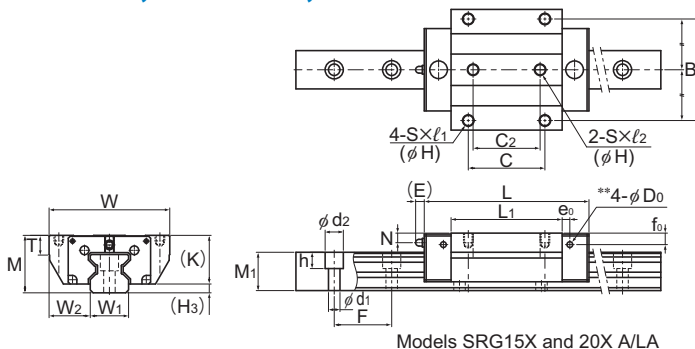 B
4-S×ℓ1
(φH)
C2
C
2-S×ℓ2
(φH)
W
T
M
(K)
(H3)
W2
W1
(E)
L
L1
e0
**4-φD0
φd2
N
f0
h
M1
φd1
F
Models SRG15X and 20X A/LA